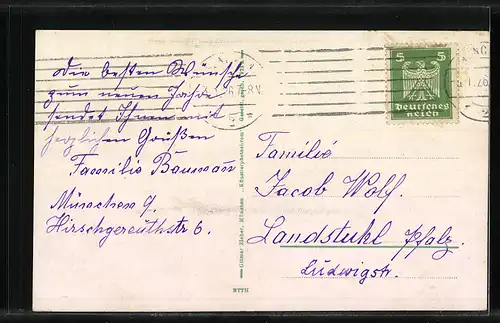 Die besten Wünsche
zum neuen Jahre
sendet Ihnen mit
herzlichen Grüßen
Familie Baumann
München 9.
Hirschgereuthstr 6.
5 5
Deutsches
Reich
Familie
Jacob Wolf.
Landstuhl Pfalz.
Ludwigstr.